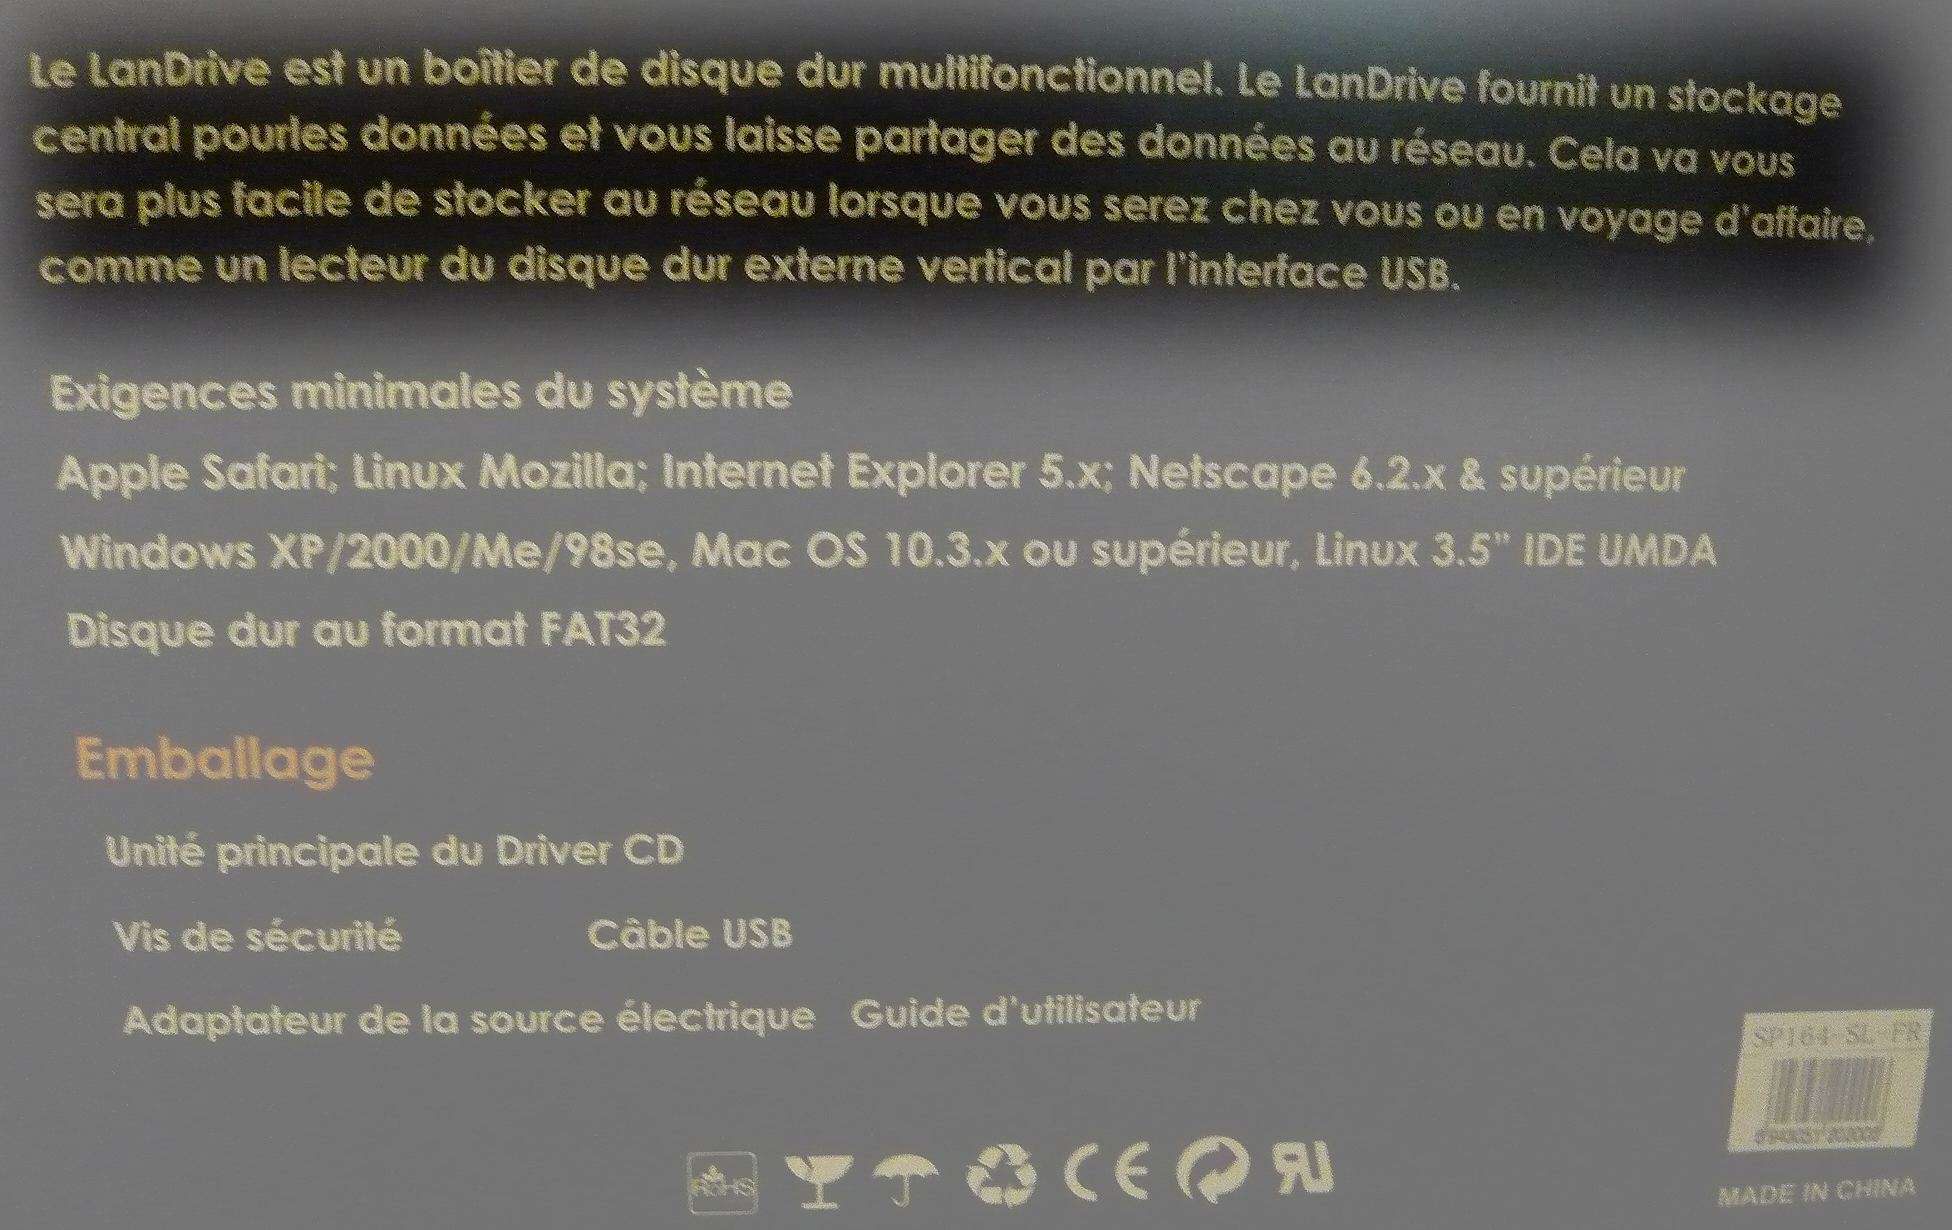 Le LanDrive est un boîtier de disque dur multifonctionnel. Le LanDrive fournit un stockage
central pourles données et vous laisse partager des données au réseau. Cela va vous
sera plus facile de stocker au réseau lorsque vous serez chez vous ou en voyage d'affaire,
comme un lecteur du disque dur externe vertical par l'interface USB.
Exigences minimales du système
Apple Safari; Linux Mozilla; Internet Explorer 5.x; Netscape 6.2.x & supérieur
Windows XP/2000/Me/98se, Mac OS 10.3.x ou supérieur, Linux 3.5" IDE UMDA
Disque dur au format FAT32
Emballage
Unité principale du Driver CD
Vis de sécurité Câble USB
Adaptateur de la source électrique Guide d'utilisateur
SP164-SL-FR
RoHS CE
MADE IN CHINA